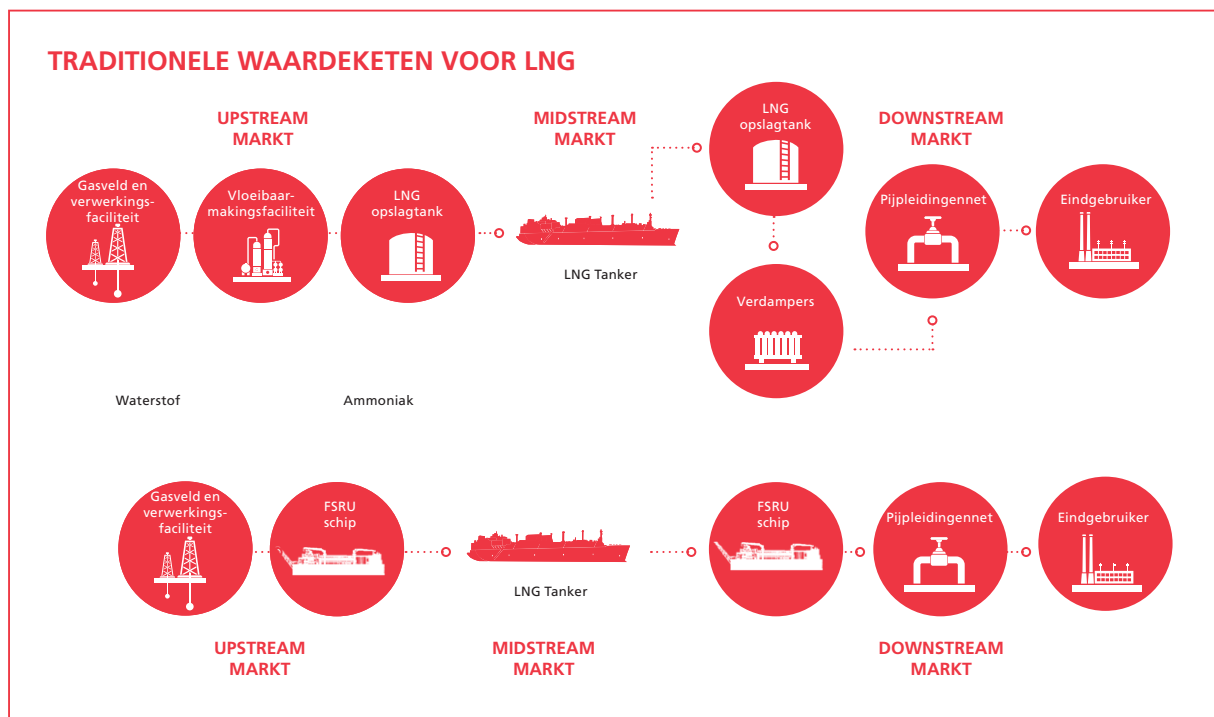 TRADITIONELE WAARDEKETEN VOOR LNG
UPSTREAM
MARKT
MIDSTREAM
MARKT
DOWNSTREAM
MARKT
Gasveld en
verwerkings-
faciliteit
Vloeibaar-
makingsfaciliteit
LNG
opslagtank
LNG Tanker
LNG
opslagtank
Verdampers
Pijpleidingennet
Eindgebruiker
Waterstof
Ammoniak
Gasveld en
verwerkings-
faciliteit
FSRU
schip
LNG Tanker
FSRU
schip
Pijpleidingennet
Eindgebruiker
UPSTREAM
MARKT
MIDSTREAM
MARKT
DOWNSTREAM
MARKT